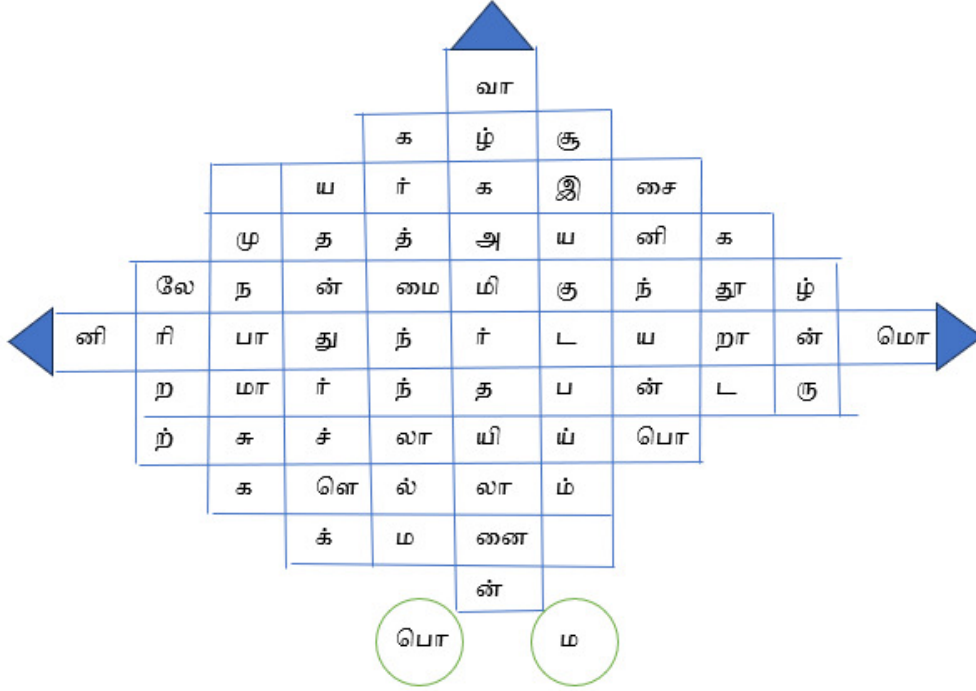 வா
க ழ் சூ
ய ர் க இ சை
மு த த் அ ய னி க
லே ந ன் மை மி கு ந் தூ ழ்
னி ரி பா து ந் ர் ட ய றா ன் மொ
ற மா ர் ந் த ப ன் ட ரு
ற் சு ச் லா யி ய் பொ
க ளெ ல் லா ம்
க் ம னை
ன்
பொ ம